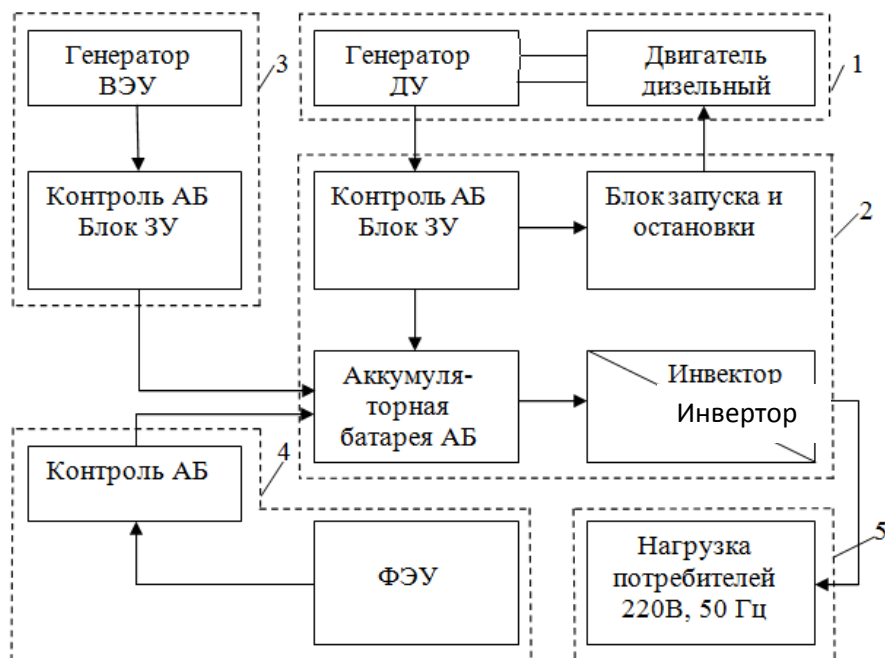 Генератор
ВЭУ
3
Генератор
ДУ
Двигатель
дизельный
1
Контроль АБ
Блок ЗУ
Контроль АБ
Блок ЗУ
Блок запуска и
остановки
2
Аккумуля-
торная
батарея АБ
Инвектор
Инвертор
Контроль АБ
4
ФЭУ
Нагрузка
потребителей
220В, 50 Гц
5